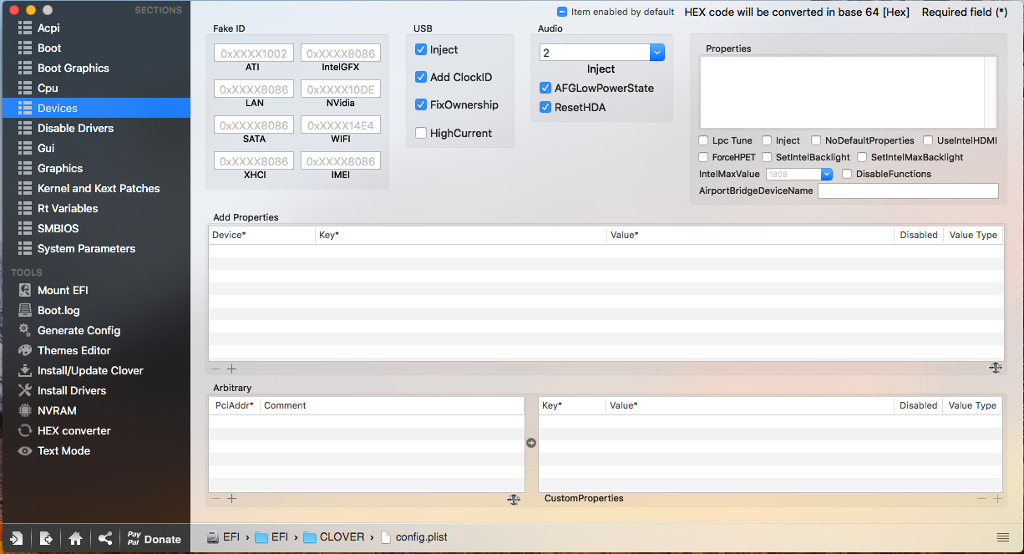 SECTIONS
Acpi
Boot
Boot Graphics
Cpu
Devices
Disable Drivers
Gui
Graphics
Kernel and Kext Patches
Rt Variables
SMBIOS
System Parameters
TOOLS
Mount EFI
Boot.log
Generate Config
Themes Editor
Install/Update Clover
Install Drivers
NVRAM
HEX converter
Text Mode
Pay
Pal
Donate
Item enabled by default HEX code will be converted in base 64 [Hex] Required field (*)
Fake ID
0xXXXX1002 0xXXXX8086
ATI IntelGFX
0xXXXX8086 0xXXXX10DE
LAN NVidia
0xXXXX8086 0xXXXX14E4
SATA WIFI
0xXXXX8086 0xXXXX8086
XHCI IMEI
USB
Inject
Add ClockID
FixOwnership
HighCurrent
Audio
2
Inject
AFGLowPowerState
ResetHDA
Properties
Lpc Tune Inject NoDefaultProperties UseIntelHDMI
ForceHPET SetIntelBacklight SetIntelMaxBacklight
IntelMaxValue 1808 DisableFunctions
AirportBridgeDeviceName
Add Properties
Device* Key* Value* Disabled Value Type
Arbitrary
PciAddr* Comment
Key* Value* Disabled Value Type
CustomProperties
EFI › EFI › CLOVER › config.plist